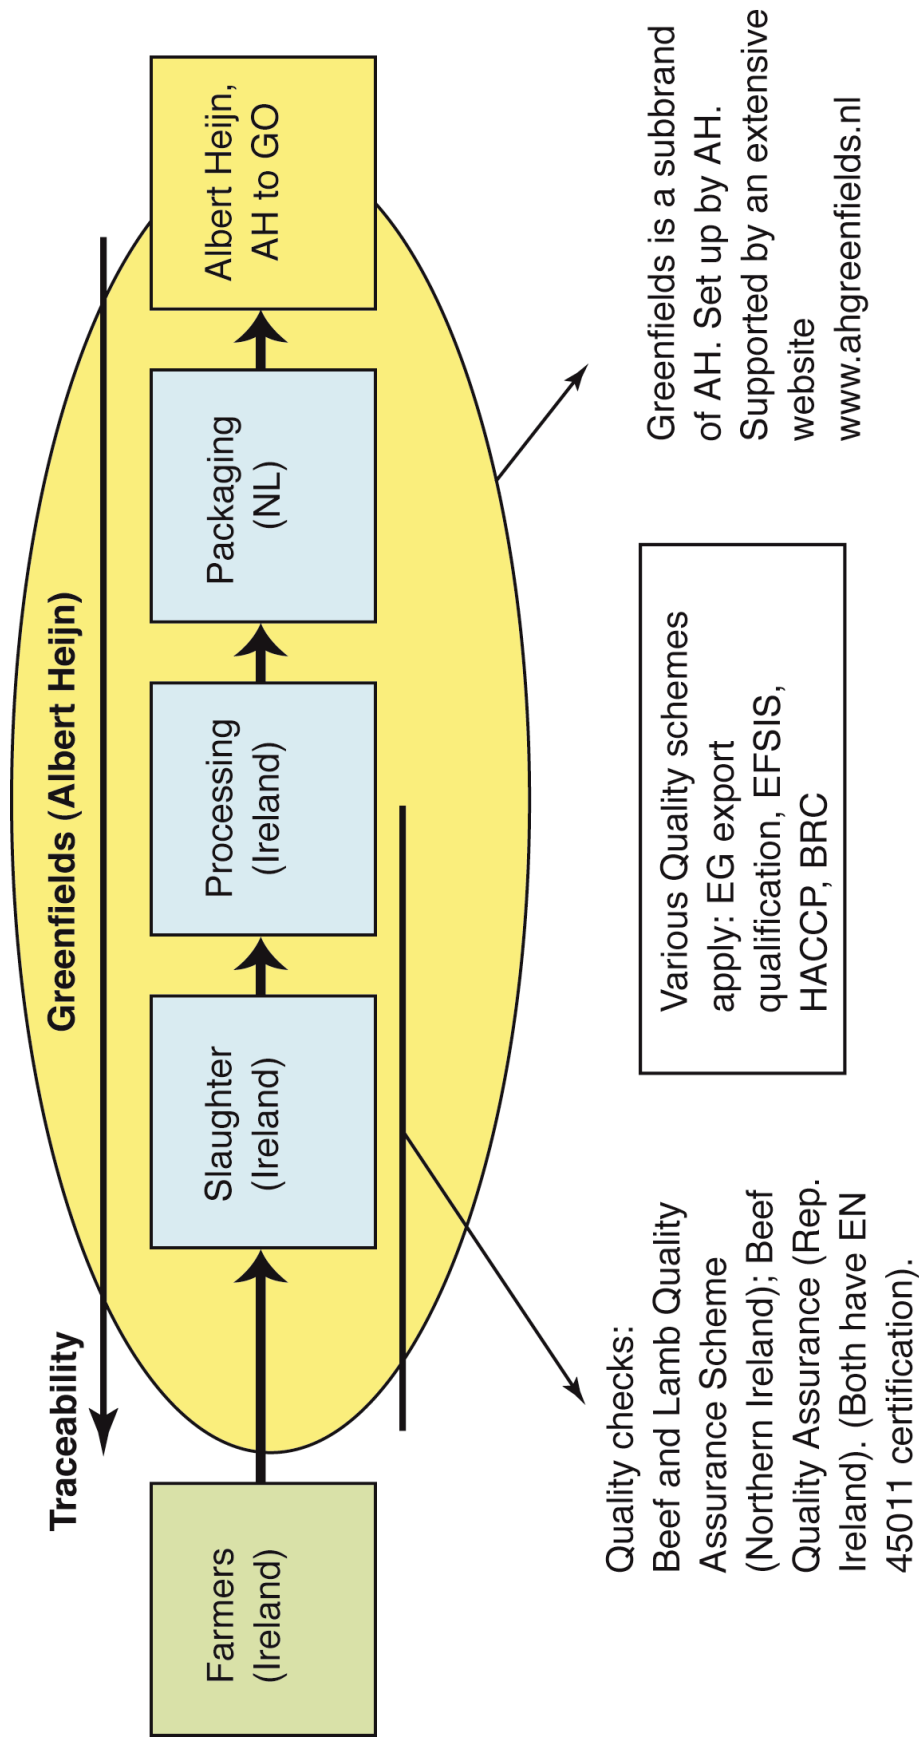 Greenfields (Albert Heijn)
Traceability
Farmers
(Ireland)
Slaughter
(Ireland)
Processing
(Ireland)
Packaging
(NL)
Albert Heijn,
AH to GO
Quality checks:
Beef and Lamb Quality
Assurance Scheme
(Northern Ireland); Beef
Quality Assurance (Rep.
Ireland). (Both have EN
45011 certification).
Various Quality schemes
apply: EG export
qualification, EFSIS,
HACCP, BRC
Greenfields is a subbrand
of AH. Set up by AH.
Supported by an extensive
website
www.ahgreenfields.nl